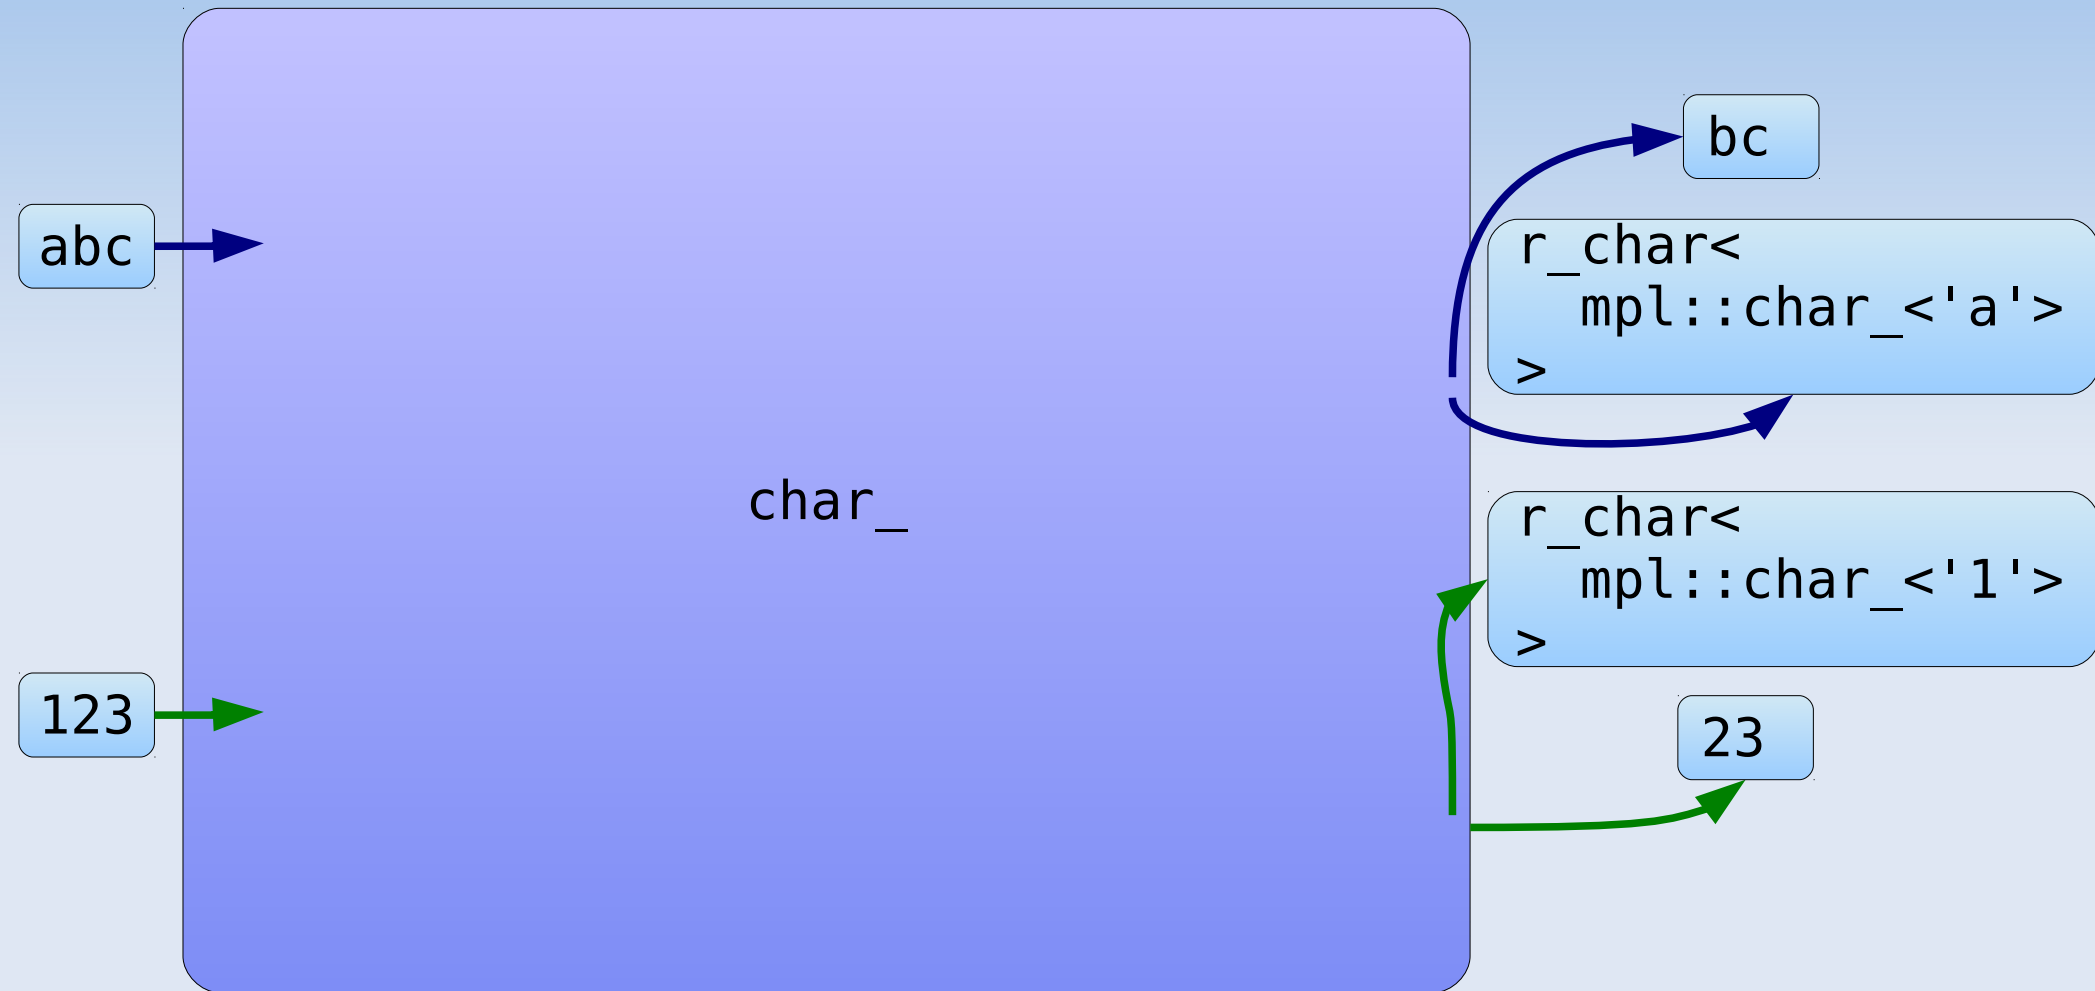 abc
123
char_
bc
r_char<
  mpl::char_<'a'>
>
r_char<
  mpl::char_<'1'>
>
23